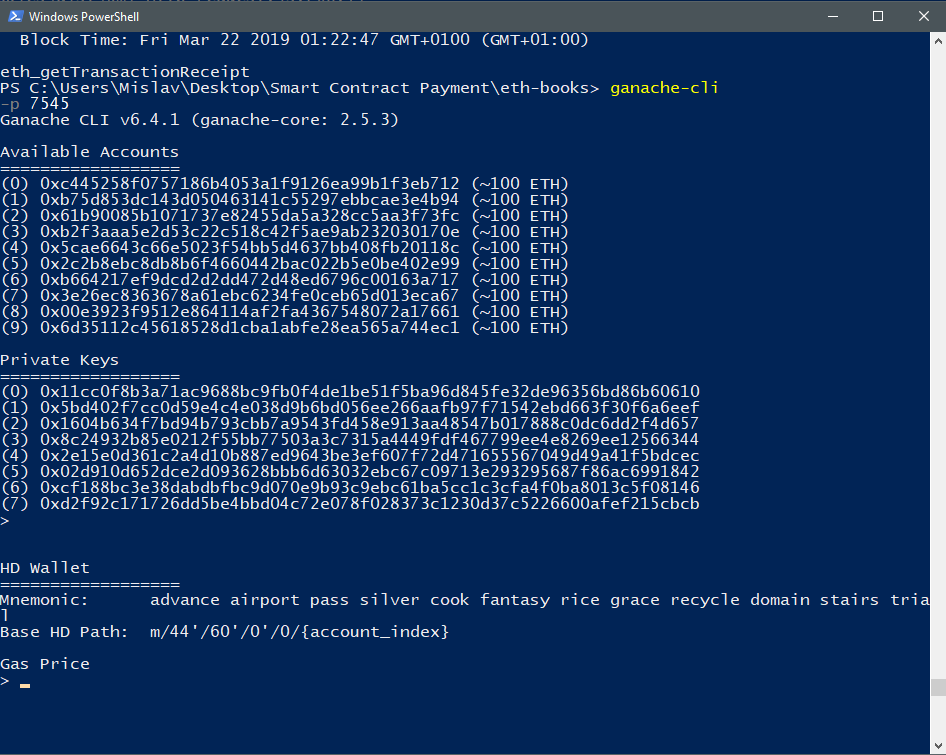 Windows PowerShell
  Block Time: Fri Mar 22 2019 01:22:47 GMT+0100 (GMT+01:00)
eth_getTransactionReceipt
PS C:\Users\Mislav\Desktop\Smart Contract Payment\eth-books> ganache-cli
-p 7545
Ganache CLI v6.4.1 (ganache-core: 2.5.3)
Available Accounts
==================
(0) 0xc445258f0757186b4053a1f9126ea99b1f3eb712 (~100 ETH)
(1) 0xb75d853dc143d050463141c55297ebbcae3e4b94 (~100 ETH)
(2) 0x61b90085b1071737e82455da5a328cc5aa3f73fc (~100 ETH)
(3) 0xb2f3aaa5e2d53c22c518c42f5ae9ab232030170e (~100 ETH)
(4) 0x5cae6643c66e5023f54bb5d4637bb408fb20118c (~100 ETH)
(5) 0x2c2b8ebc8db8b6f4660442bac022b5e0be402e99 (~100 ETH)
(6) 0xb664217ef9dcd2d2dd472d48ed6796c00163a717 (~100 ETH)
(7) 0x3e26ec8363678a61ebc6234fe0ceb65d013eca67 (~100 ETH)
(8) 0x00e3923f9512e864114af2fa4367548072a17661 (~100 ETH)
(9) 0x6d35112c45618528d1cba1abfe28ea565a744ec1 (~100 ETH)
Private Keys
==================
(0) 0x11cc0f8b3a71ac9688bc9fb0f4de1be51f5ba96d845fe32de96356bd86b60610
(1) 0x5bd402f7cc0d59e4c4e038d9b6bd056ee266aafb97f71542ebd663f30f6a6eef
(2) 0x1604b634f7bd94b793cbb7a9543fd458e913aa48547b017888c0dc6dd2f4d657
(3) 0x8c24932b85e0212f55bb77503a3c7315a4449fdf467799ee4e8269ee12566344
(4) 0x2e15e0d361c2a4d10b887ed9643be3ef607f72d471655567049d49a41f5bdcec
(5) 0x02d910d652dce2d093628bbb6d63032ebc67c09713e293295687f86ac6991842
(6) 0xcf188bc3e38dabdbfbc9d070e9b93c9ebc61ba5cc1c3cfa4f0ba8013c5f08146
(7) 0xd2f92c171726dd5be4bbd04c72e078f028373c1230d37c5226600afef215cbcb
>
HD Wallet
==================
Mnemonic:      advance airport pass silver cook fantasy rice grace recycle domain stairs tria
l
Base HD Path:  m/44'/60'/0'/0/{account_index}
Gas Price
>